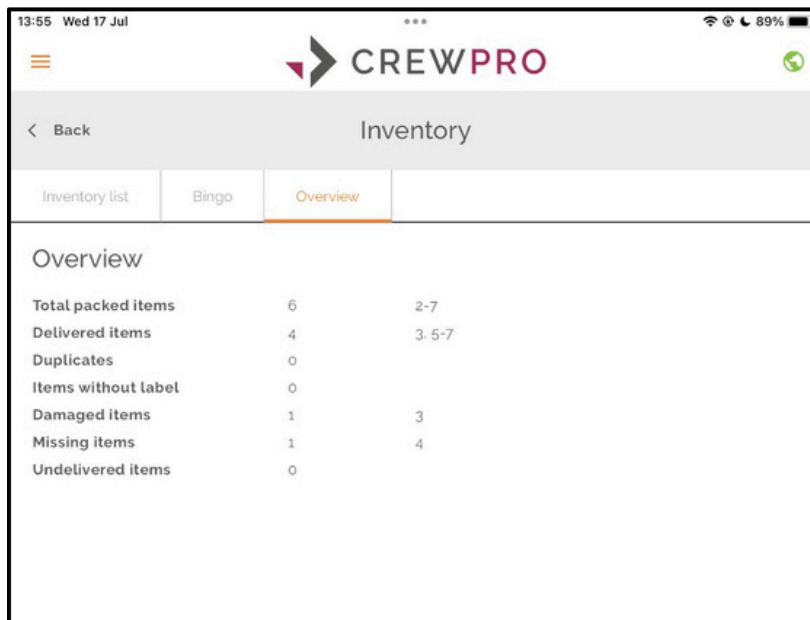 13:55 Wed 17 Jul
89%
CREWPRO
Back
Inventory
Inventory list
Bingo
Overview
Overview
Total packed items 6 2-7
Delivered items 4 3, 5-7
Duplicates 0
Items without label 0
Damaged items 1 3
Missing items 1 4
Undelivered items 0